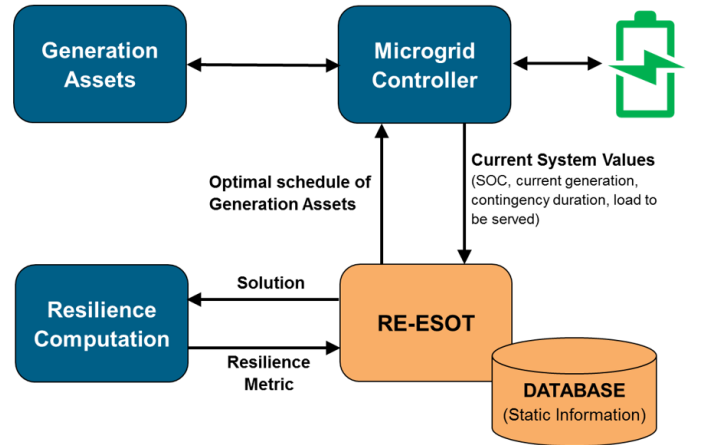 Generation
Assets
Microgrid
Controller
Optimal schedule of
Generation Assets
Current System Values
(SOC, current generation,
contingency duration, load to
be served)
Resilience
Computation
Solution
Resilience
Metric
RE-ESOT
DATABASE
(Static Information)